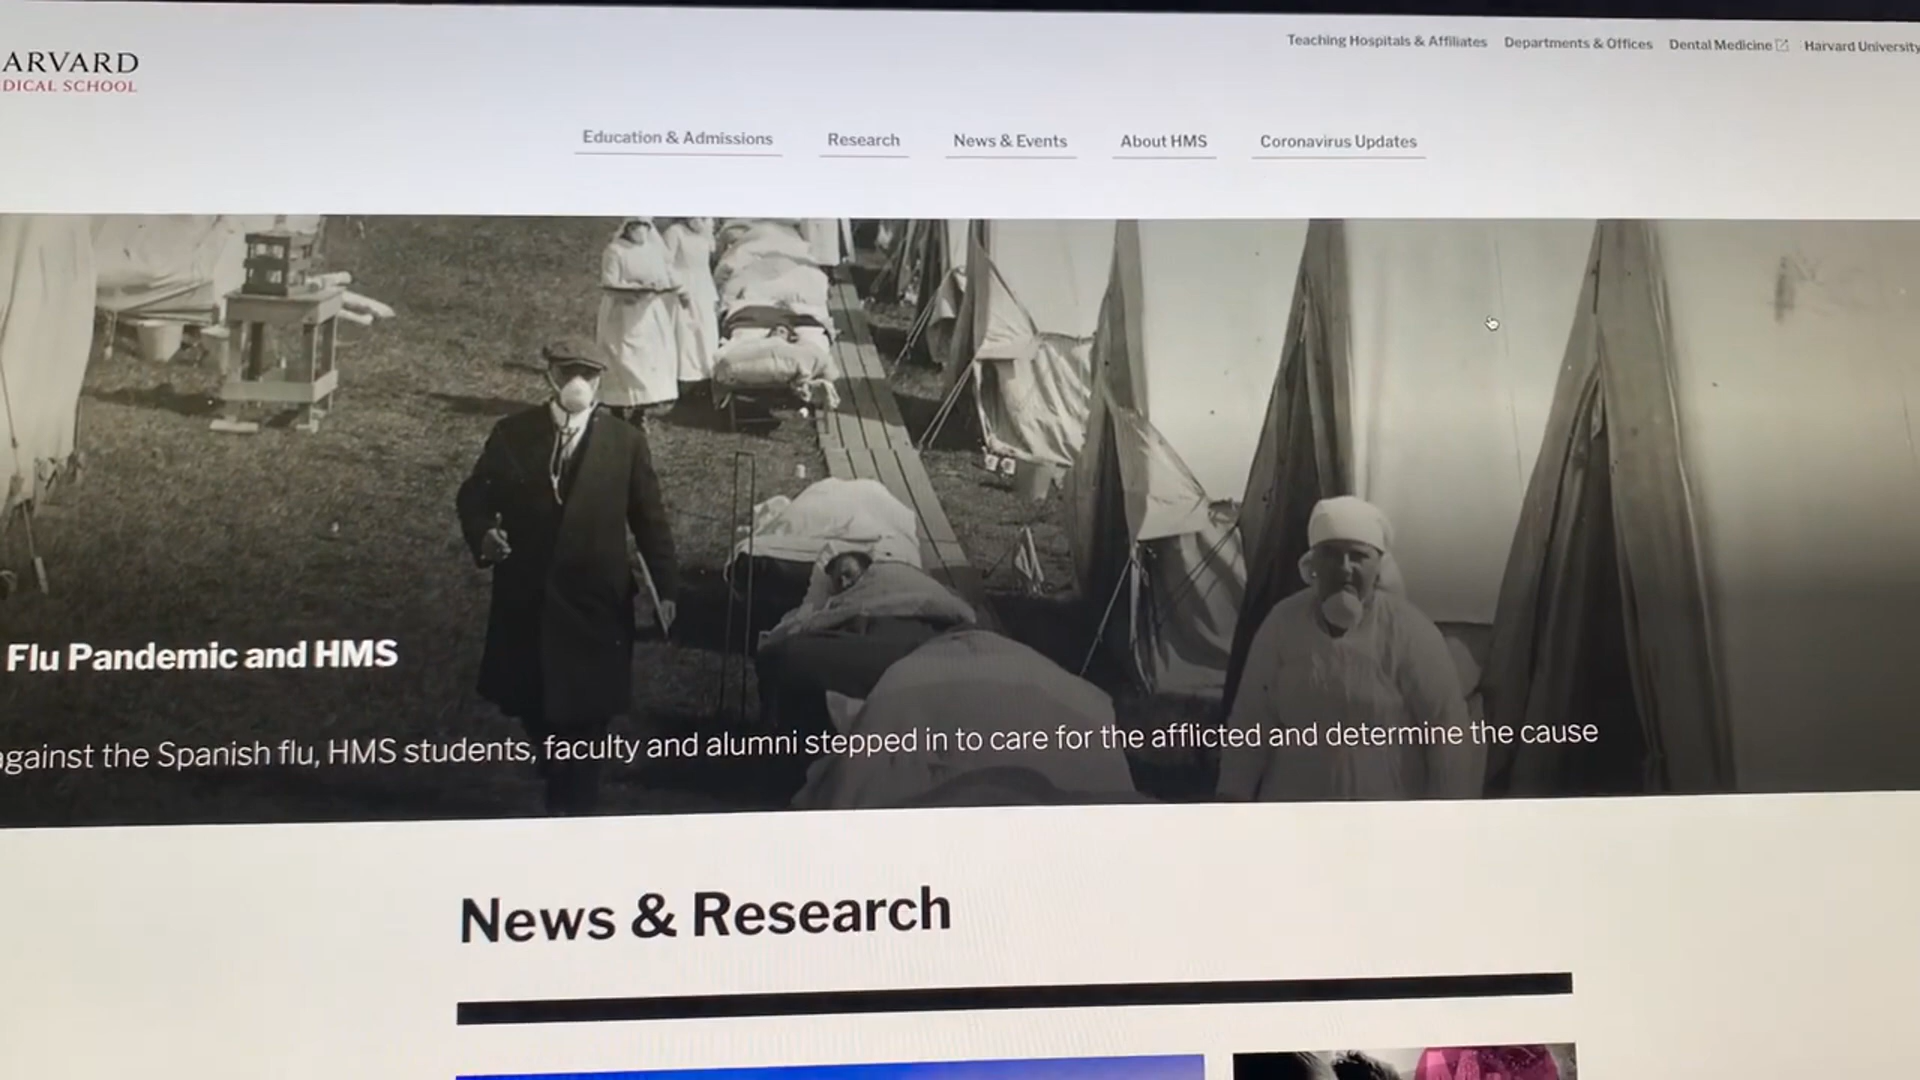 Teaching Hospitals & Affiliates Departments & Offices Dental Medicine Harvard University
ARVARD
DICAL SCHOOL
Education & Admissions Research News & Events About HMS Coronavirus Updates
Flu Pandemic and HMS
against the Spanish flu, HMS students, faculty and alumni stepped in to care for the afflicted and determine the cause
News & Research